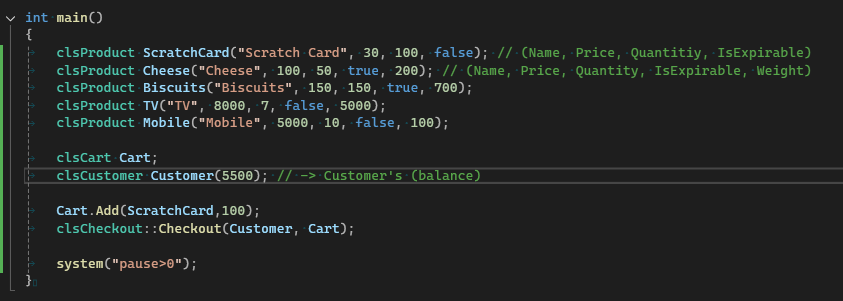 int main()
{
clsProduct ScratchCard("Scratch Card", 30, 100, false); // (Name, Price, Quantitiy, IsExpirable)
clsProduct Cheese("Cheese", 100, 50, true, 200); // (Name, Price, Quantity, IsExpirable, Weight)
clsProduct Biscuits("Biscuits", 150, 150, true, 700);
clsProduct TV("TV", 8000, 7, false, 5000);
clsProduct Mobile("Mobile", 5000, 10, false, 100);
clsCart Cart;
clsCustomer Customer(5500); // -> Customer's (balance)
Cart.Add(ScratchCard,100);
clsCheckout::Checkout(Customer, Cart);
system("pause>0");
}